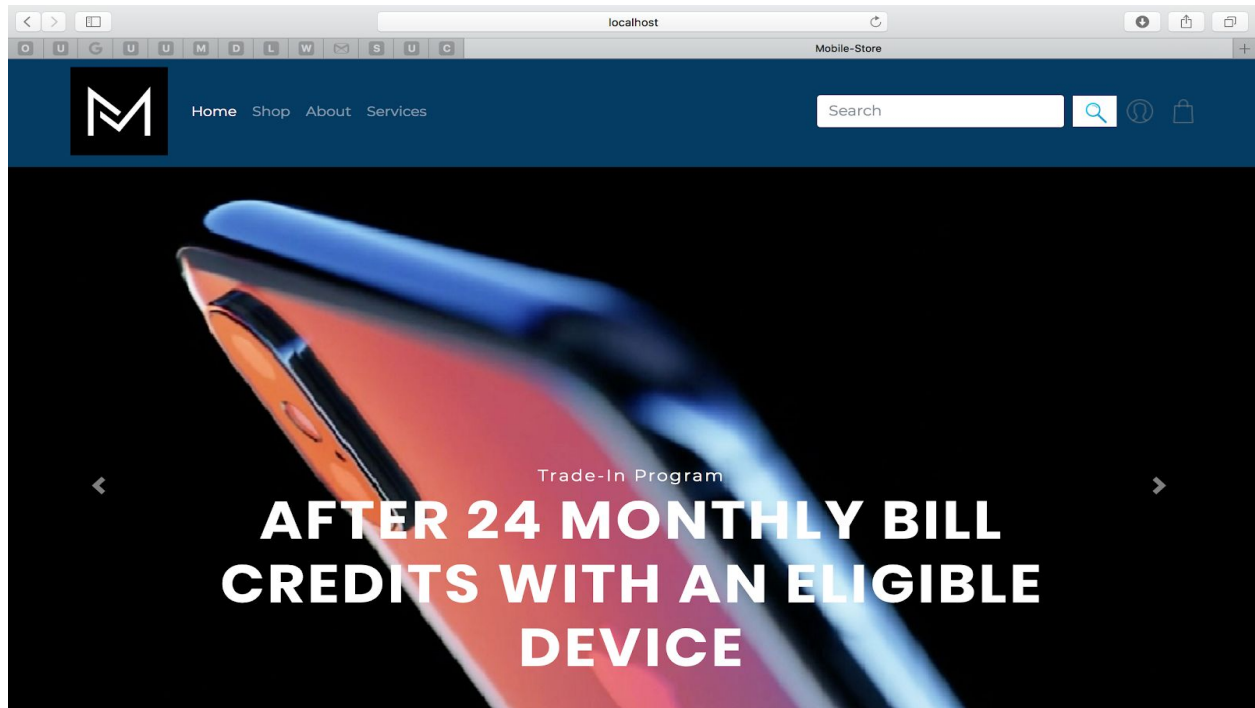 localhost
O U G U U M D L W S U C
Mobile-Store
M
Home Shop About Services
Search
Trade-In Program
AFTER 24 MONTHLY BILL
CREDITS WITH AN ELIGIBLE
DEVICE